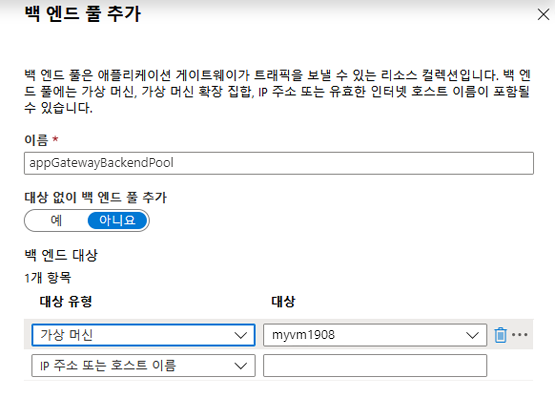 백 엔드 풀 추가
백 엔드 풀은 애플리케이션 게이트웨이가 트래픽을 보낼 수 있는 리소스 컬렉션입니다. 백 엔
드 풀에는 가상 머신, 가상 머신 확장 집합, IP 주소 또는 유효한 인터넷 호스트 이름이 포함될
수 있습니다.
이름 *
appGatewayBackendPool
대상 없이 백 엔드 풀 추가
예 아니요
백 엔드 대상
1개 항목
대상 유형 대상
가상 머신 myvm1908
IP 주소 또는 호스트 이름